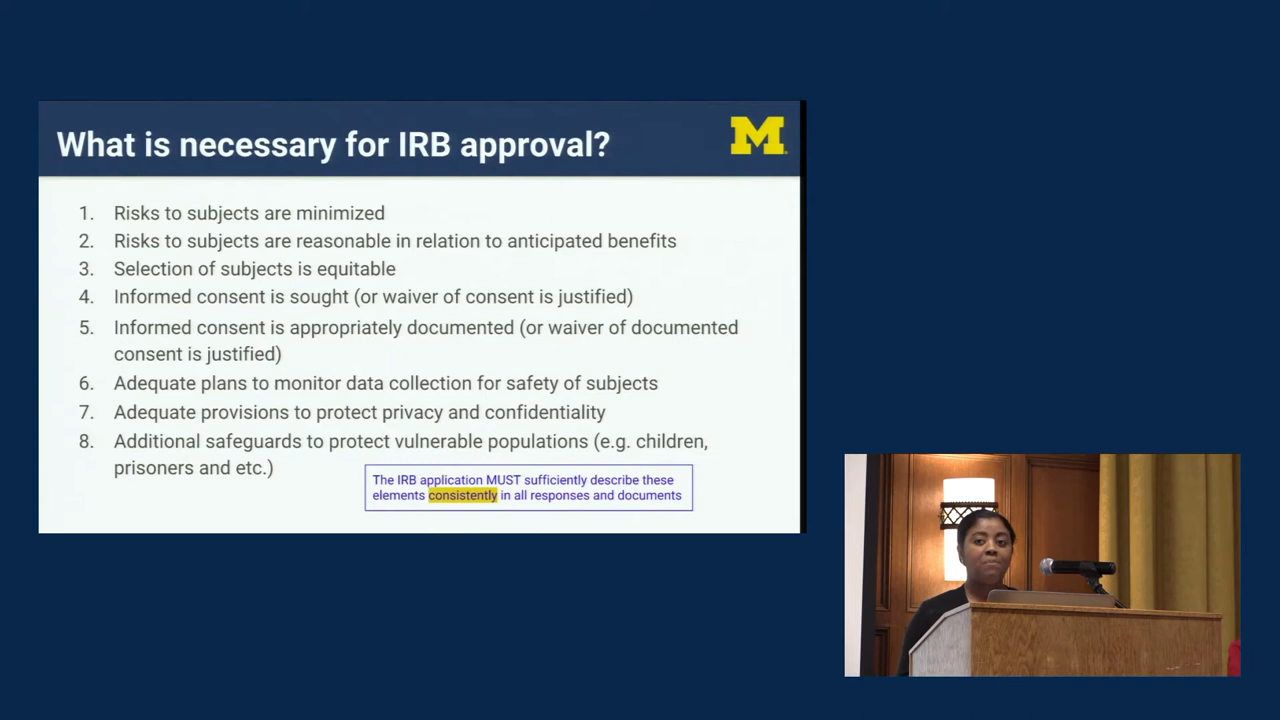 What is necessary for IRB approval?
M
1. Risks to subjects are minimized
2. Risks to subjects are reasonable in relation to anticipated benefits
3. Selection of subjects is equitable
4. Informed consent is sought (or waiver of consent is justified)
5. Informed consent is appropriately documented (or waiver of documented
consent is justified)
6. Adequate plans to monitor data collection for safety of subjects
7. Adequate provisions to protect privacy and confidentiality
8. Additional safeguards to protect vulnerable populations (e.g. children,
prisoners and etc.)
The IRB application MUST sufficiently describe these
elements consistently in all responses and documents